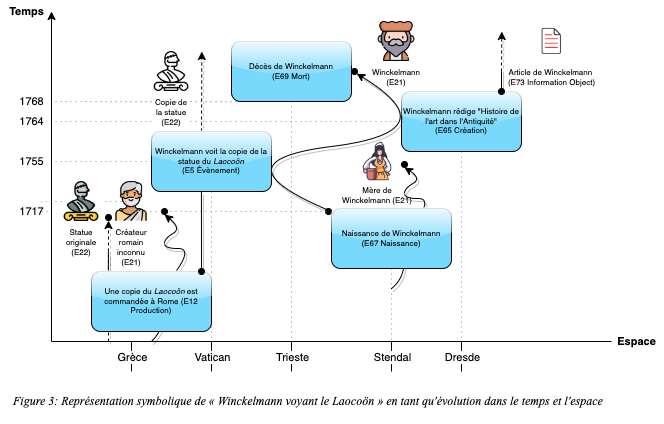 Temps
Décès de Winckelmann
(E69 Mort)
Winckelmann
(E21)
Article de Winckelmann
(E73 Information Object)
Copie de
la statue
(E22)
1768
1764
1755
1717
Winckelmann rédige "Histoire de
l'art dans l'Antiquité"
(E65 Création)
Winckelmann voit la copie de la
statue du Laocoön
(E5 Évènement)
Mère de
Winckelmann (E21)
Statue
originale
(E22)
Créateur
romain
inconnu
(E21)
Naissance de Winckelmann
(E67 Naissance)
Une copie du Laocoön est
commandée à Rome (E12
Production)
Espace
Grèce
Vatican
Trieste
Stendal
Dresde
Figure 3: Représentation symbolique de « Winckelmann voyant le Laocoön » en tant qu'évolution dans le temps et l'espace